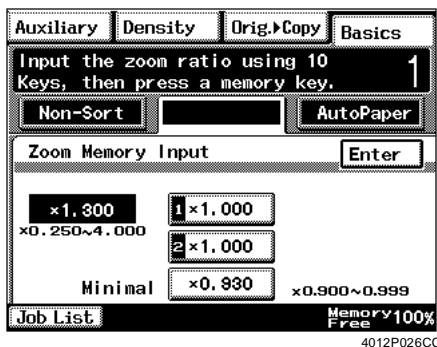 Auxiliary Density Orig.▶Copy Basics
Input the zoom ratio using 10 1
Keys, then press a memory key.
Non-Sort AutoPaper
Zoom Memory Input Enter
×1.300 1 ×1.000
×0.250~4.000
2 ×1.000
Minimal ×0.930 ×0.900~0.999
Job List Memory Free 100%
4012P026CC